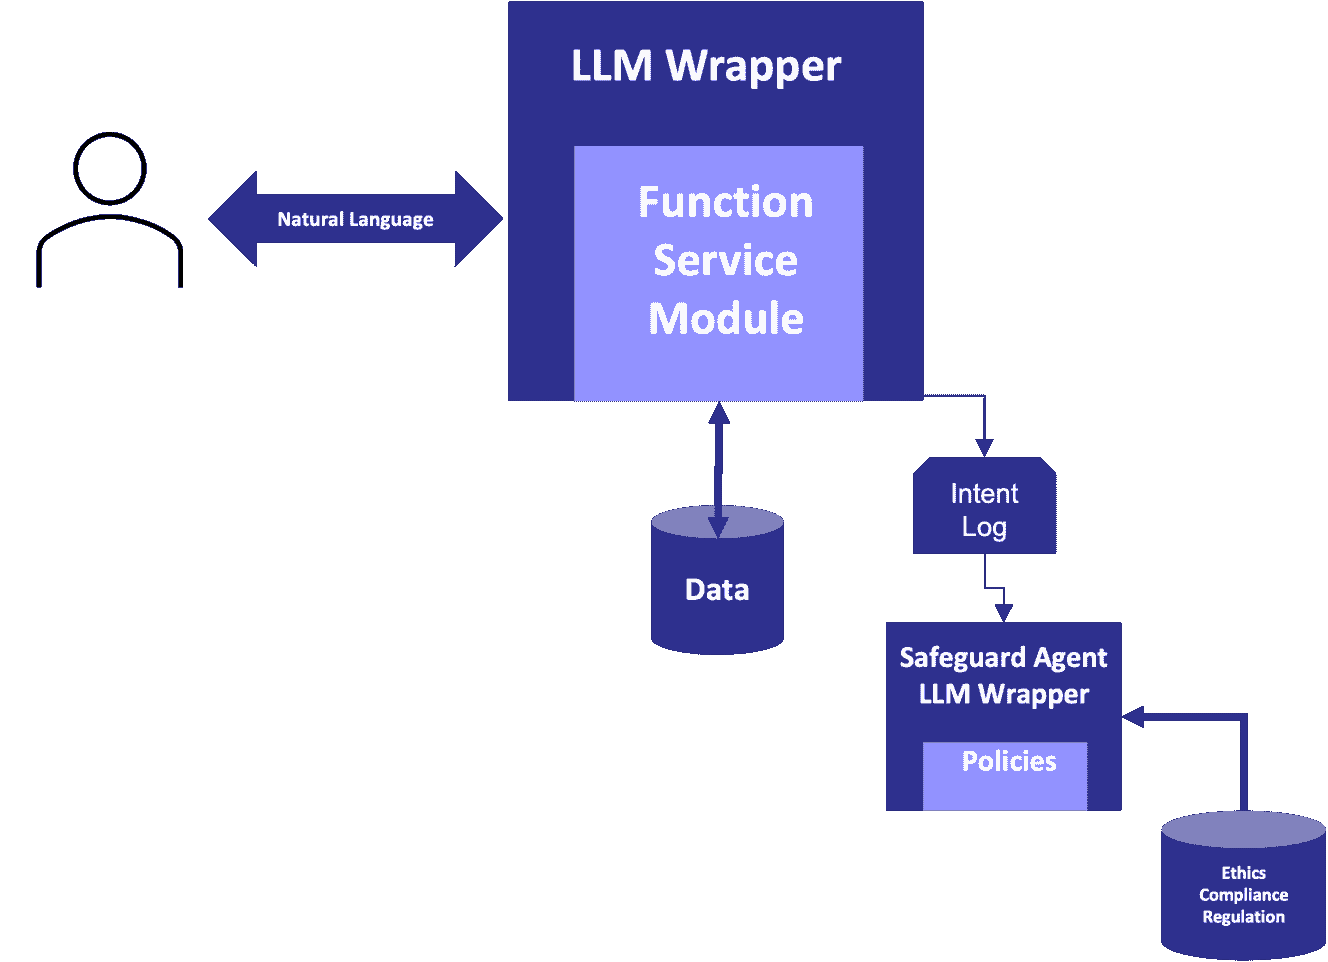 LLM Wrapper
Function
Service
Module
Natural Language
Intent
Log
Data
Safeguard Agent
LLM Wrapper
Policies
Ethics
Compliance
Regulation